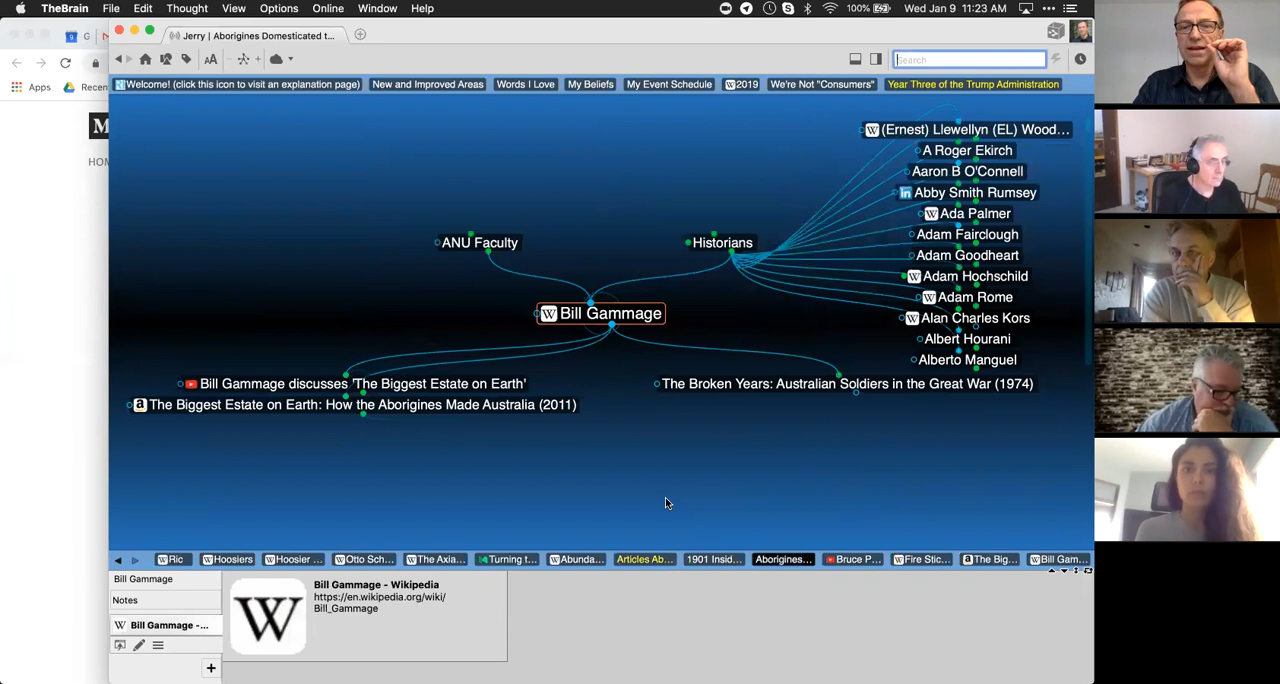 TheBrain File Edit Thought View Options Online Window Help
100% Wed Jan 9 11:23 AM
Jerry | Aborigines Domesticated t...
G
AA
Search
Apps
Recen
Welcome! (click this icon to visit an explanation page) New and Improved Areas Words I Love My Beliefs My Event Schedule W 2019 We're Not "Consumers" Year Three of the Trump Administration
M
HOM
W (Ernest) Llewellyn (EL) Wood...
A Roger Ekirch
Aaron B O'Connell
in Abby Smith Rumsey
W Ada Palmer
Adam Fairclough
ANU Faculty
Historians
Adam Goodheart
W Adam Hochschild
W Adam Rome
W Bill Gammage
W Alan Charles Kors
Albert Hourani
Alberto Manguel
Bill Gammage discusses 'The Biggest Estate on Earth'
The Broken Years: Australian Soldiers in the Great War (1974)
a The Biggest Estate on Earth: How the Aborigines Made Australia (2011)
W Ric W Hoosiers W Hoosier ... W Otto Sch... W The Axia... Turning t... W Abunda... Articles Ab... 1901 Insid... Aborigines... Bruce P... W Fire Stic... a The Big... W Bill Gam...
Bill Gammage
Notes
W Bill Gammage -...
W
Bill Gammage - Wikipedia
https://en.wikipedia.org/wiki/
Bill_Gammage